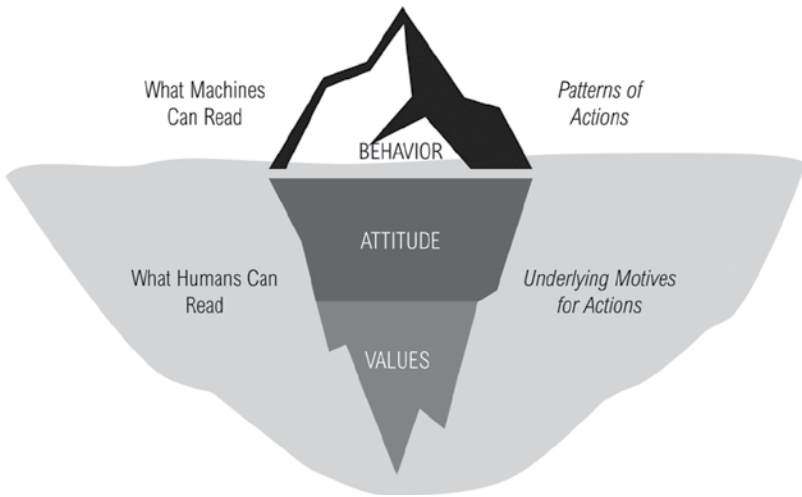 What Machines
Can Read
Patterns of
Actions
BEHAVIOR
ATTITUDE
What Humans Can
Read
Underlying Motives
for Actions
VALUES